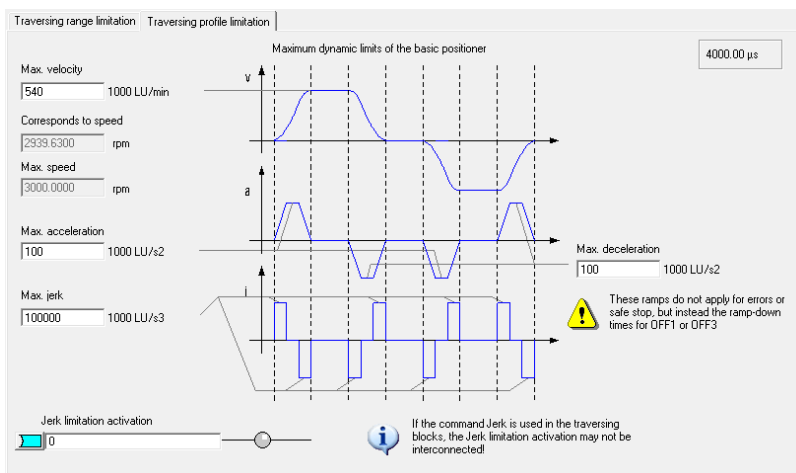 Traversing range limitation
Traversing profile limitation
Maximum dynamic limits of the basic positioner
4000.00 µs
Max. velocity
540
1000 LU/min
v
Corresponds to speed
2939.6300
rpm
Max. speed
3000.0000
rpm
a
Max. acceleration
100
1000 LU/s2
Max. deceleration
100
1000 LU/s2
Max. jerk
100000
1000 LU/s3
These ramps do not apply for errors or
safe stop, but instead the ramp-down
times for OFF1 or OFF3
Jerk limitation activation
0
If the command Jerk is used in the traversing
blocks, the Jerk limitation activation may not be
interconnected!